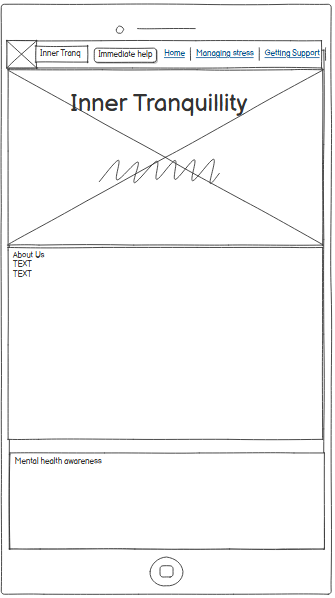 Inner Tranq Immediate help Home Managing stress Getting Support
Inner Tranquillity
About Us
TEXT
TEXT
Mental health awareness